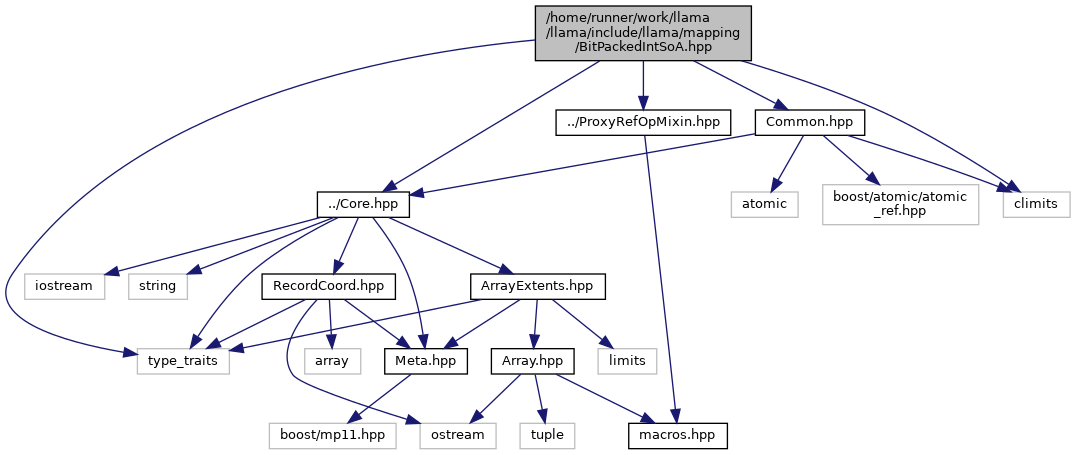 /home/runner/work/llama
/llama/include/llama/mapping
/BitPackedIntSoA.hpp
../ProxyRefOpMixin.hpp
Common.hpp
../Core.hpp
atomic
boost/atomic/atomic
_ref.hpp
climits
iostream
string
RecordCoord.hpp
ArrayExtents.hpp
type_traits
array
Meta.hpp
Array.hpp
limits
boost/mp11.hpp
ostream
tuple
macros.hpp